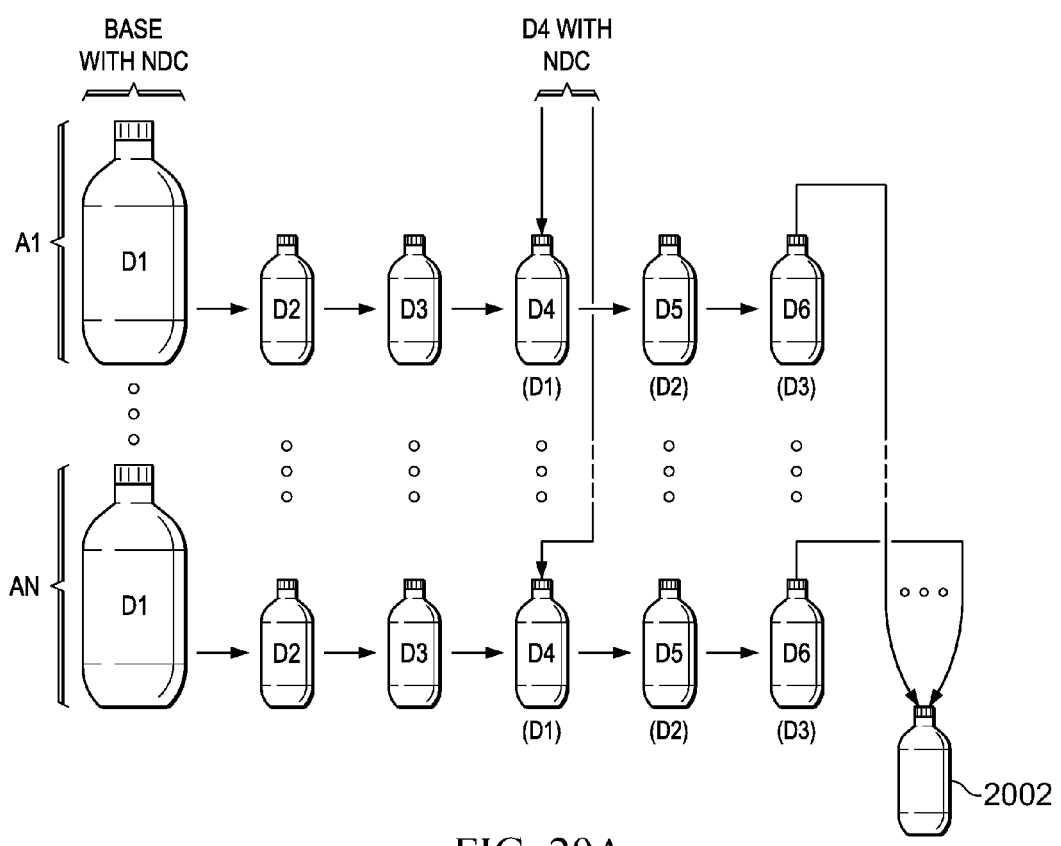 BASE
WITH NDC
D4 WITH
NDC
A1
D1
D2
D3
D4
D5
D6
(D1)
(D2)
(D3)
AN
D1
D2
D3
D4
D5
D6
(D1)
(D2)
(D3)
2002
FIG. 20A